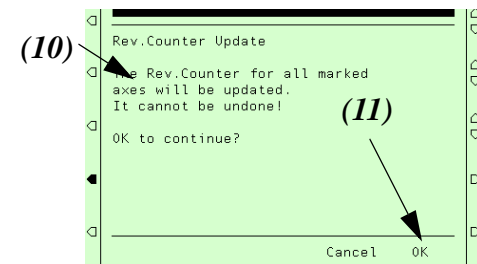 (10)
Rev.Counter Update
The Rev.Counter for all marked
axes will be updated.
It cannot be undone!
(11)
OK to continue?
Cancel OK